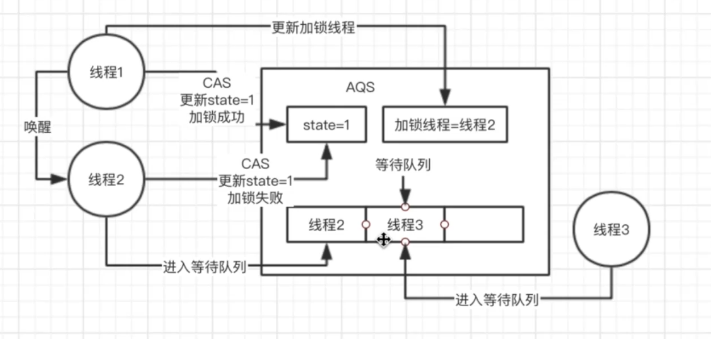 更新加锁线程
线程1
CAS
更新state=1
加锁成功
AQS
state=1
加锁线程=线程2
唤醒
线程2
CAS
更新state=1
加锁失败
等待队列
线程2
线程3
线程3
进入等待队列
进入等待队列